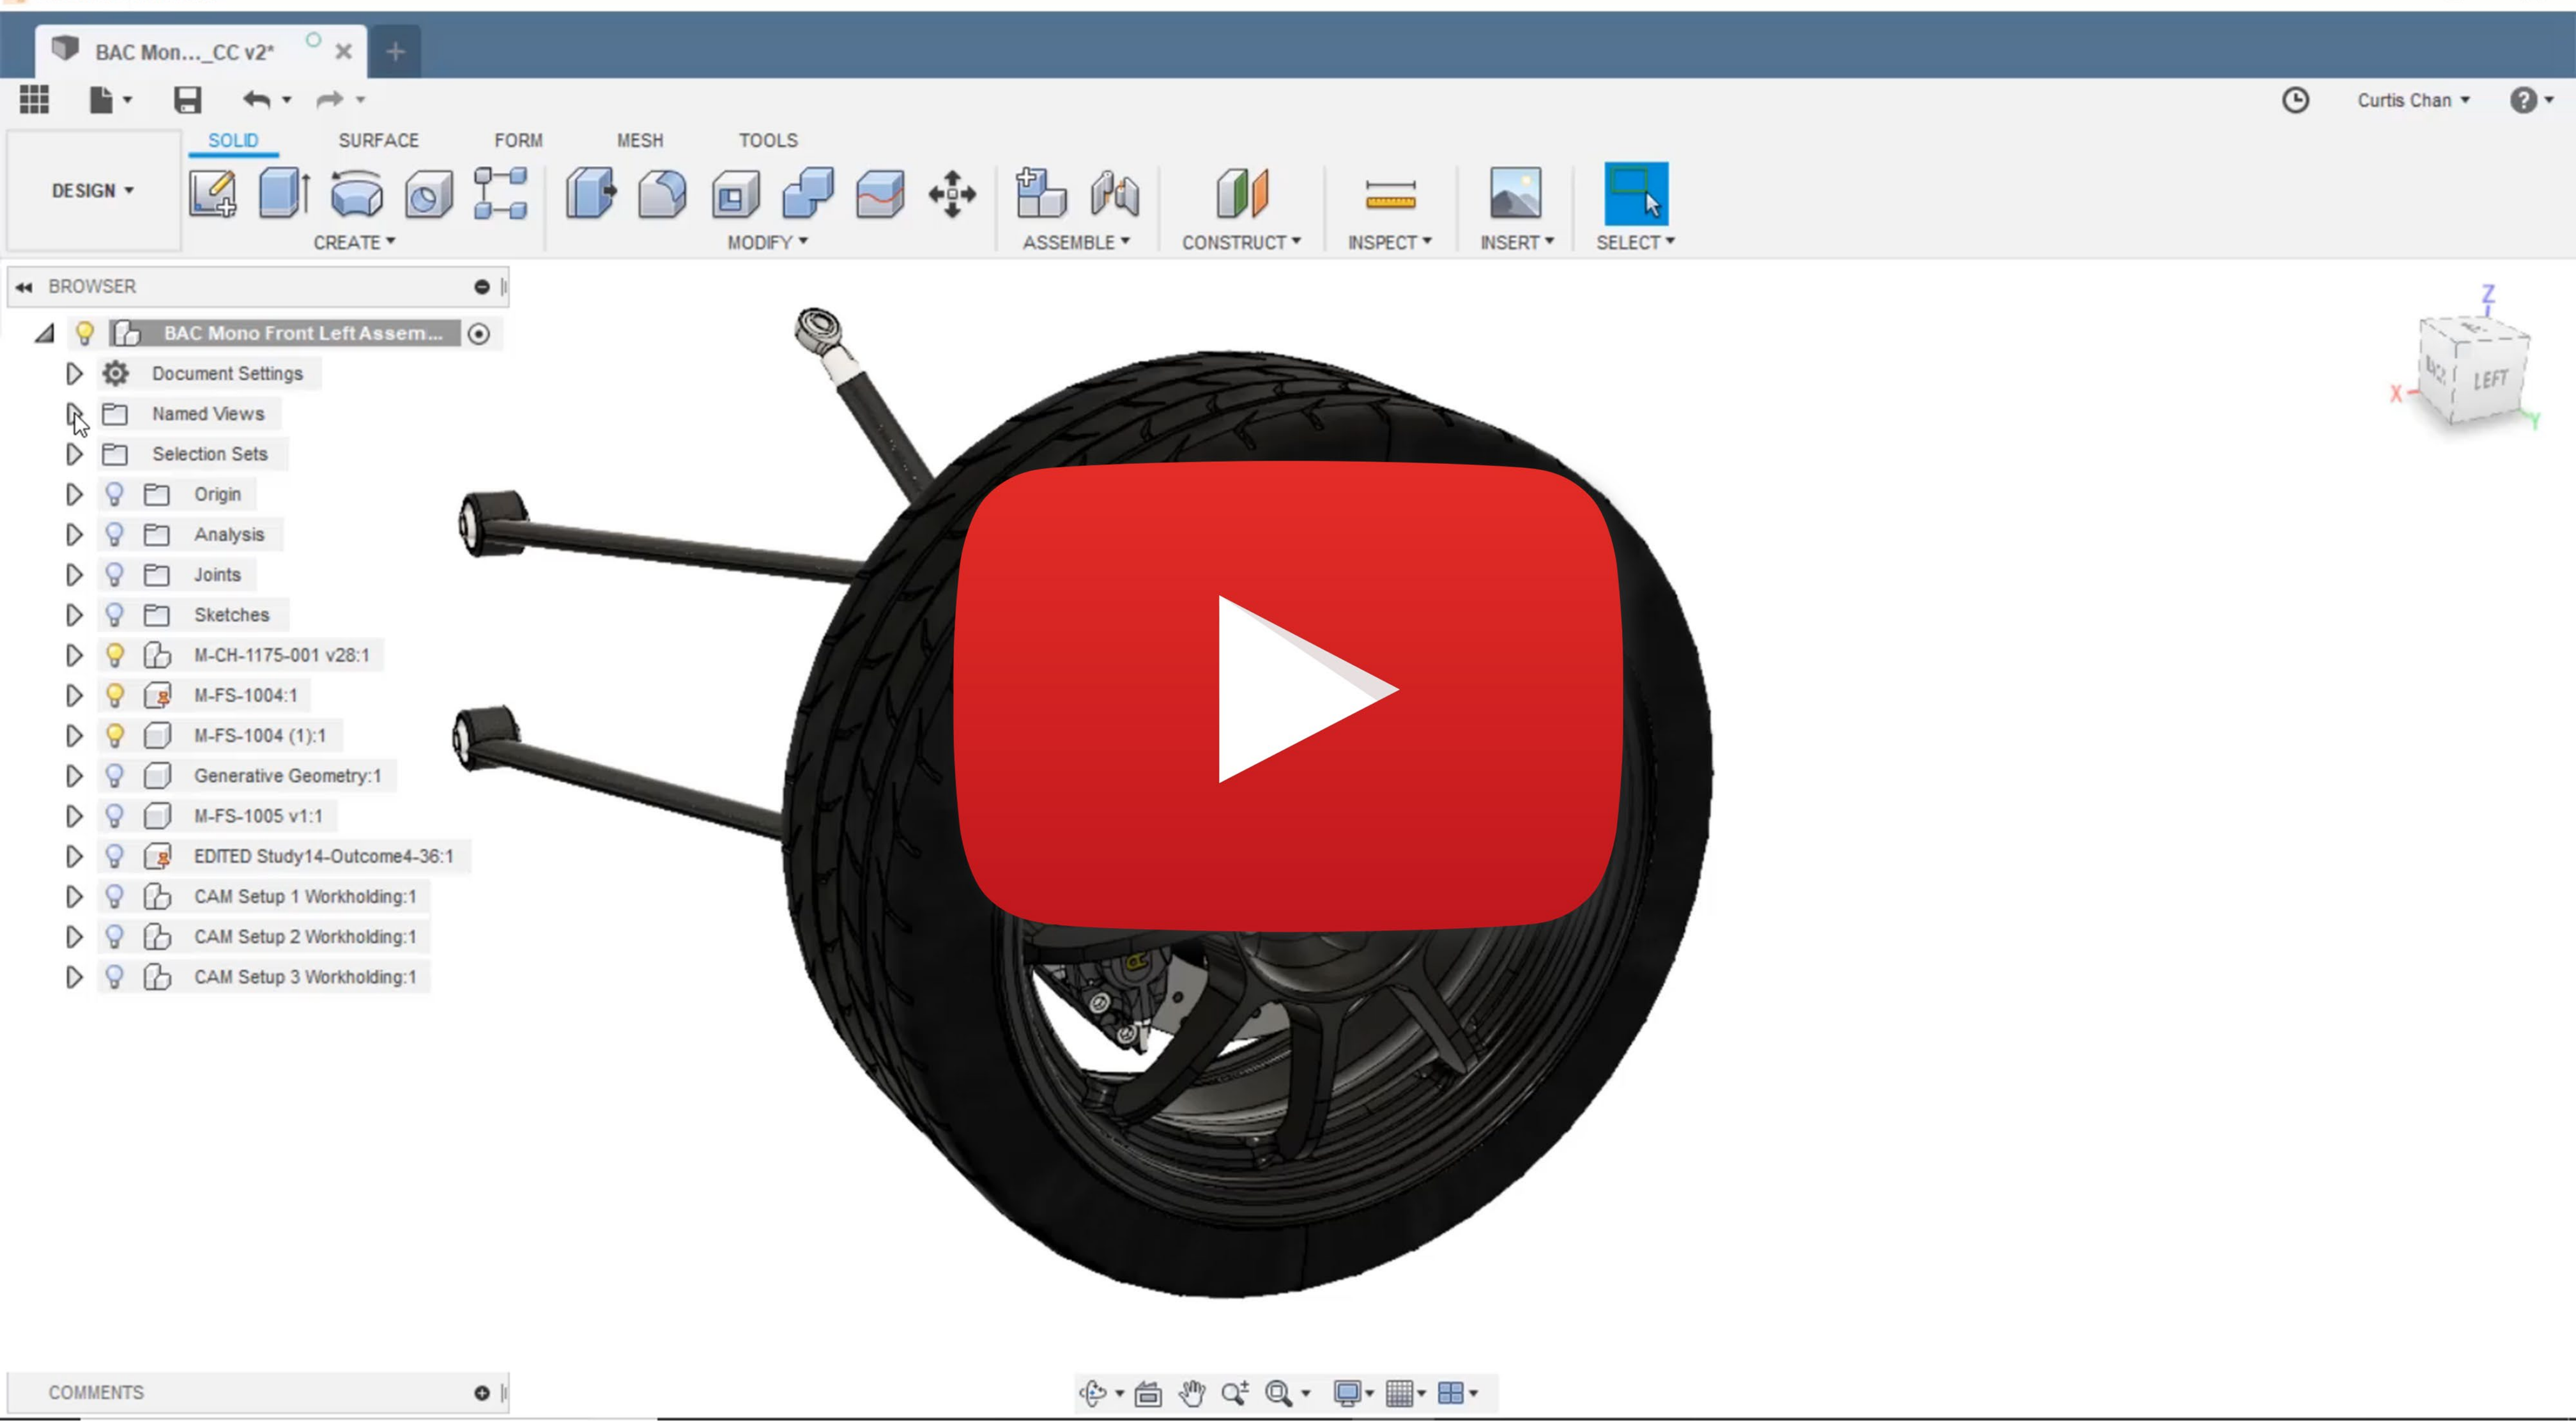 BAC Mon..._CC v2*
Curtis Chan
SOLID SURFACE FORM MESH TOOLS
DESIGN
CREATE MODIFY ASSEMBLE CONSTRUCT INSPECT INSERT SELECT
BROWSER
BAC Mono Front Left Assem...
Document Settings
Named Views
Selection Sets
Origin
Analysis
Joints
Sketches
M-CH-1175-001 v28:1
M-FS-1004:1
M-FS-1004 (1):1
Generative Geometry:1
M-FS-1005 v1:1
EDITED Study14-Outcome4-36:1
CAM Setup 1 Workholding:1
CAM Setup 2 Workholding:1
CAM Setup 3 Workholding:1
Z
BACK LEFT
X
Y
COMMENTS